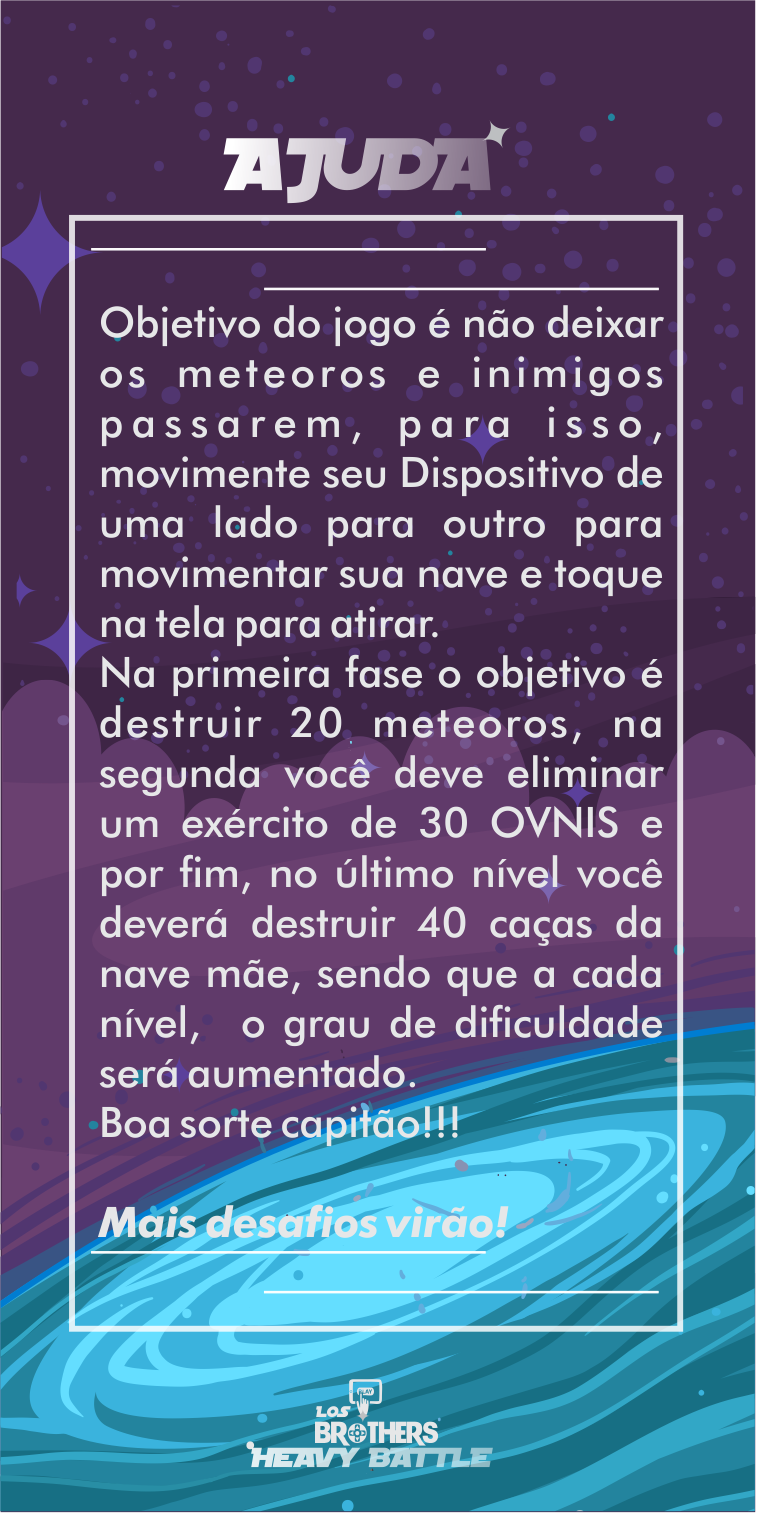 AJUDA
Objetivo do jogo é não deixar
os meteoros e inimigos
passarem, para isso,
movimente seu Dispositivo de
uma lado para outro para
movimentar sua nave e toque
na tela para atirar.
Na primeira fase o objetivo é
destruir 20 meteoros, na
segunda você deve eliminar
um exército de 30 OVNIS e
por fim, no último nível você
deverá destruir 40 caças da
nave mãe, sendo que a cada
nível, o grau de dificuldade
será aumentado.
Boa sorte capitão!!!
Mais desafios virão!
PLAY
LOS
BROTHERS
HEAVY BATTLE